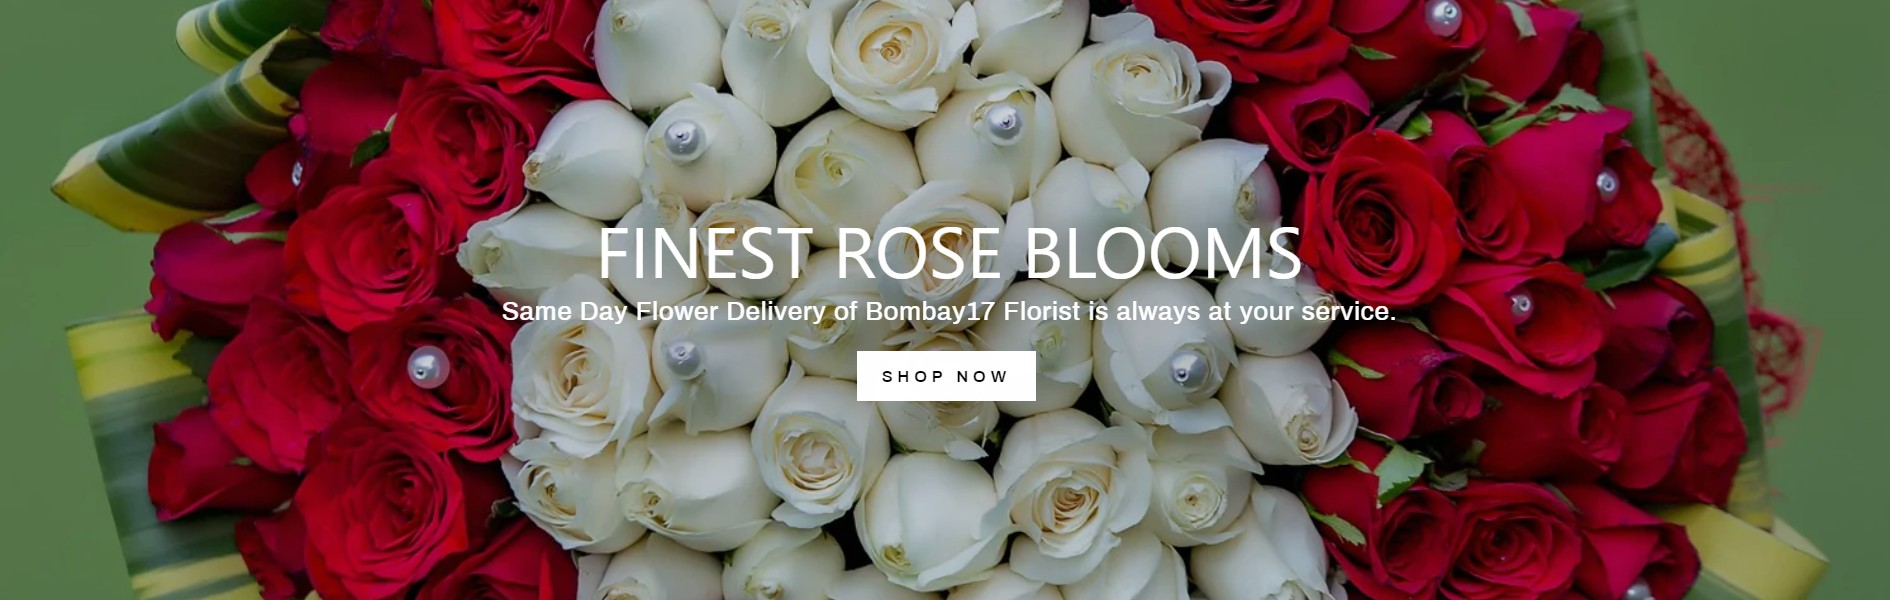 FINEST ROSE BLOOMS
Same Day Flower Delivery of Bombay17 Florist is always at your service.
SHOP NOW